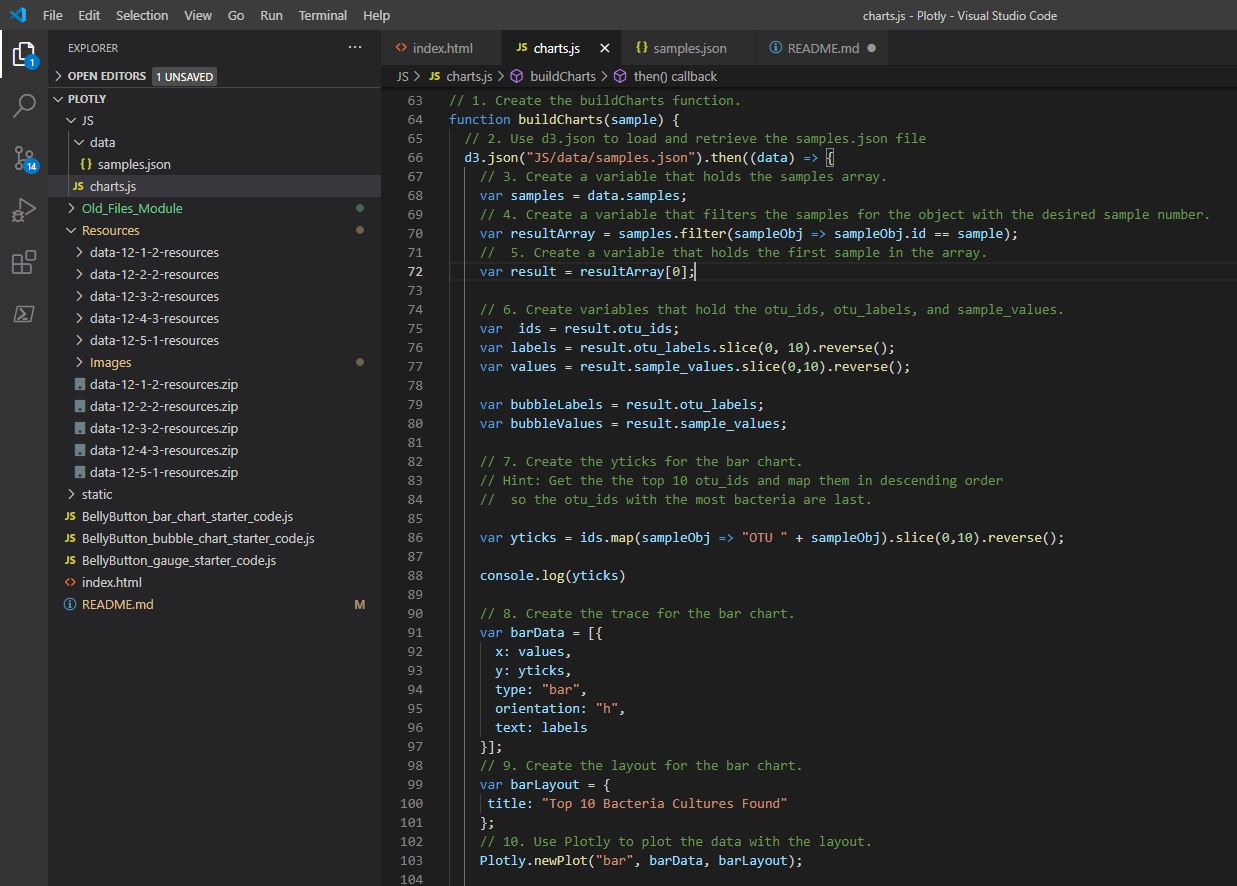 File Edit Selection View Go Run Terminal Help
charts.js - Plotly - Visual Studio Code
1
14
EXPLORER ...
OPEN EDITORS 1 UNSAVED
PLOTLY
JS
data
{} samples.json
JS charts.js
Old_Files_Module
Resources
data-12-1-2-resources
data-12-2-2-resources
data-12-3-2-resources
data-12-4-3-resources
data-12-5-1-resources
Images
data-12-1-2-resources.zip
data-12-2-2-resources.zip
data-12-3-2-resources.zip
data-12-4-3-resources.zip
data-12-5-1-resources.zip
static
JS BellyButton_bar_chart_starter_code.js
JS BellyButton_bubble_chart_starter_code.js
JS BellyButton_gauge_starter_code.js
<> index.html
README.md M
<> index.html JS charts.js × {} samples.json README.md ●
JS > JS charts.js > buildCharts > then() callback
63 // 1. Create the buildCharts function.
64 function buildCharts(sample) {
65 // 2. Use d3.json to load and retrieve the samples.json file
66 d3.json("JS/data/samples.json").then((data) => {
67 // 3. Create a variable that holds the samples array.
68 var samples = data.samples;
69 // 4. Create a variable that filters the samples for the object with the desired sample number.
70 var resultArray = samples.filter(sampleObj => sampleObj.id == sample);
71 //  5. Create a variable that holds the first sample in the array.
72 var result = resultArray[0];
73
74 // 6. Create variables that hold the otu_ids, otu_labels, and sample_values.
75 var  ids = result.otu_ids;
76 var labels = result.otu_labels.slice(0, 10).reverse();
77 var values = result.sample_values.slice(0,10).reverse();
78
79 var bubbleLabels = result.otu_labels;
80 var bubbleValues = result.sample_values;
81
82 // 7. Create the yticks for the bar chart.
83 // Hint: Get the the top 10 otu_ids and map them in descending order
84 //  so the otu_ids with the most bacteria are last.
85
86 var yticks = ids.map(sampleObj => "OTU " + sampleObj).slice(0,10).reverse();
87
88 console.log(yticks)
89
90 // 8. Create the trace for the bar chart.
91 var barData = [{
92 x: values,
93 y: yticks,
94 type: "bar",
95 orientation: "h",
96 text: labels
97 }];
98 // 9. Create the layout for the bar chart.
99 var barLayout = {
100 title: "Top 10 Bacteria Cultures Found"
101 };
102 // 10. Use Plotly to plot the data with the layout.
103 Plotly.newPlot("bar", barData, barLayout);
104